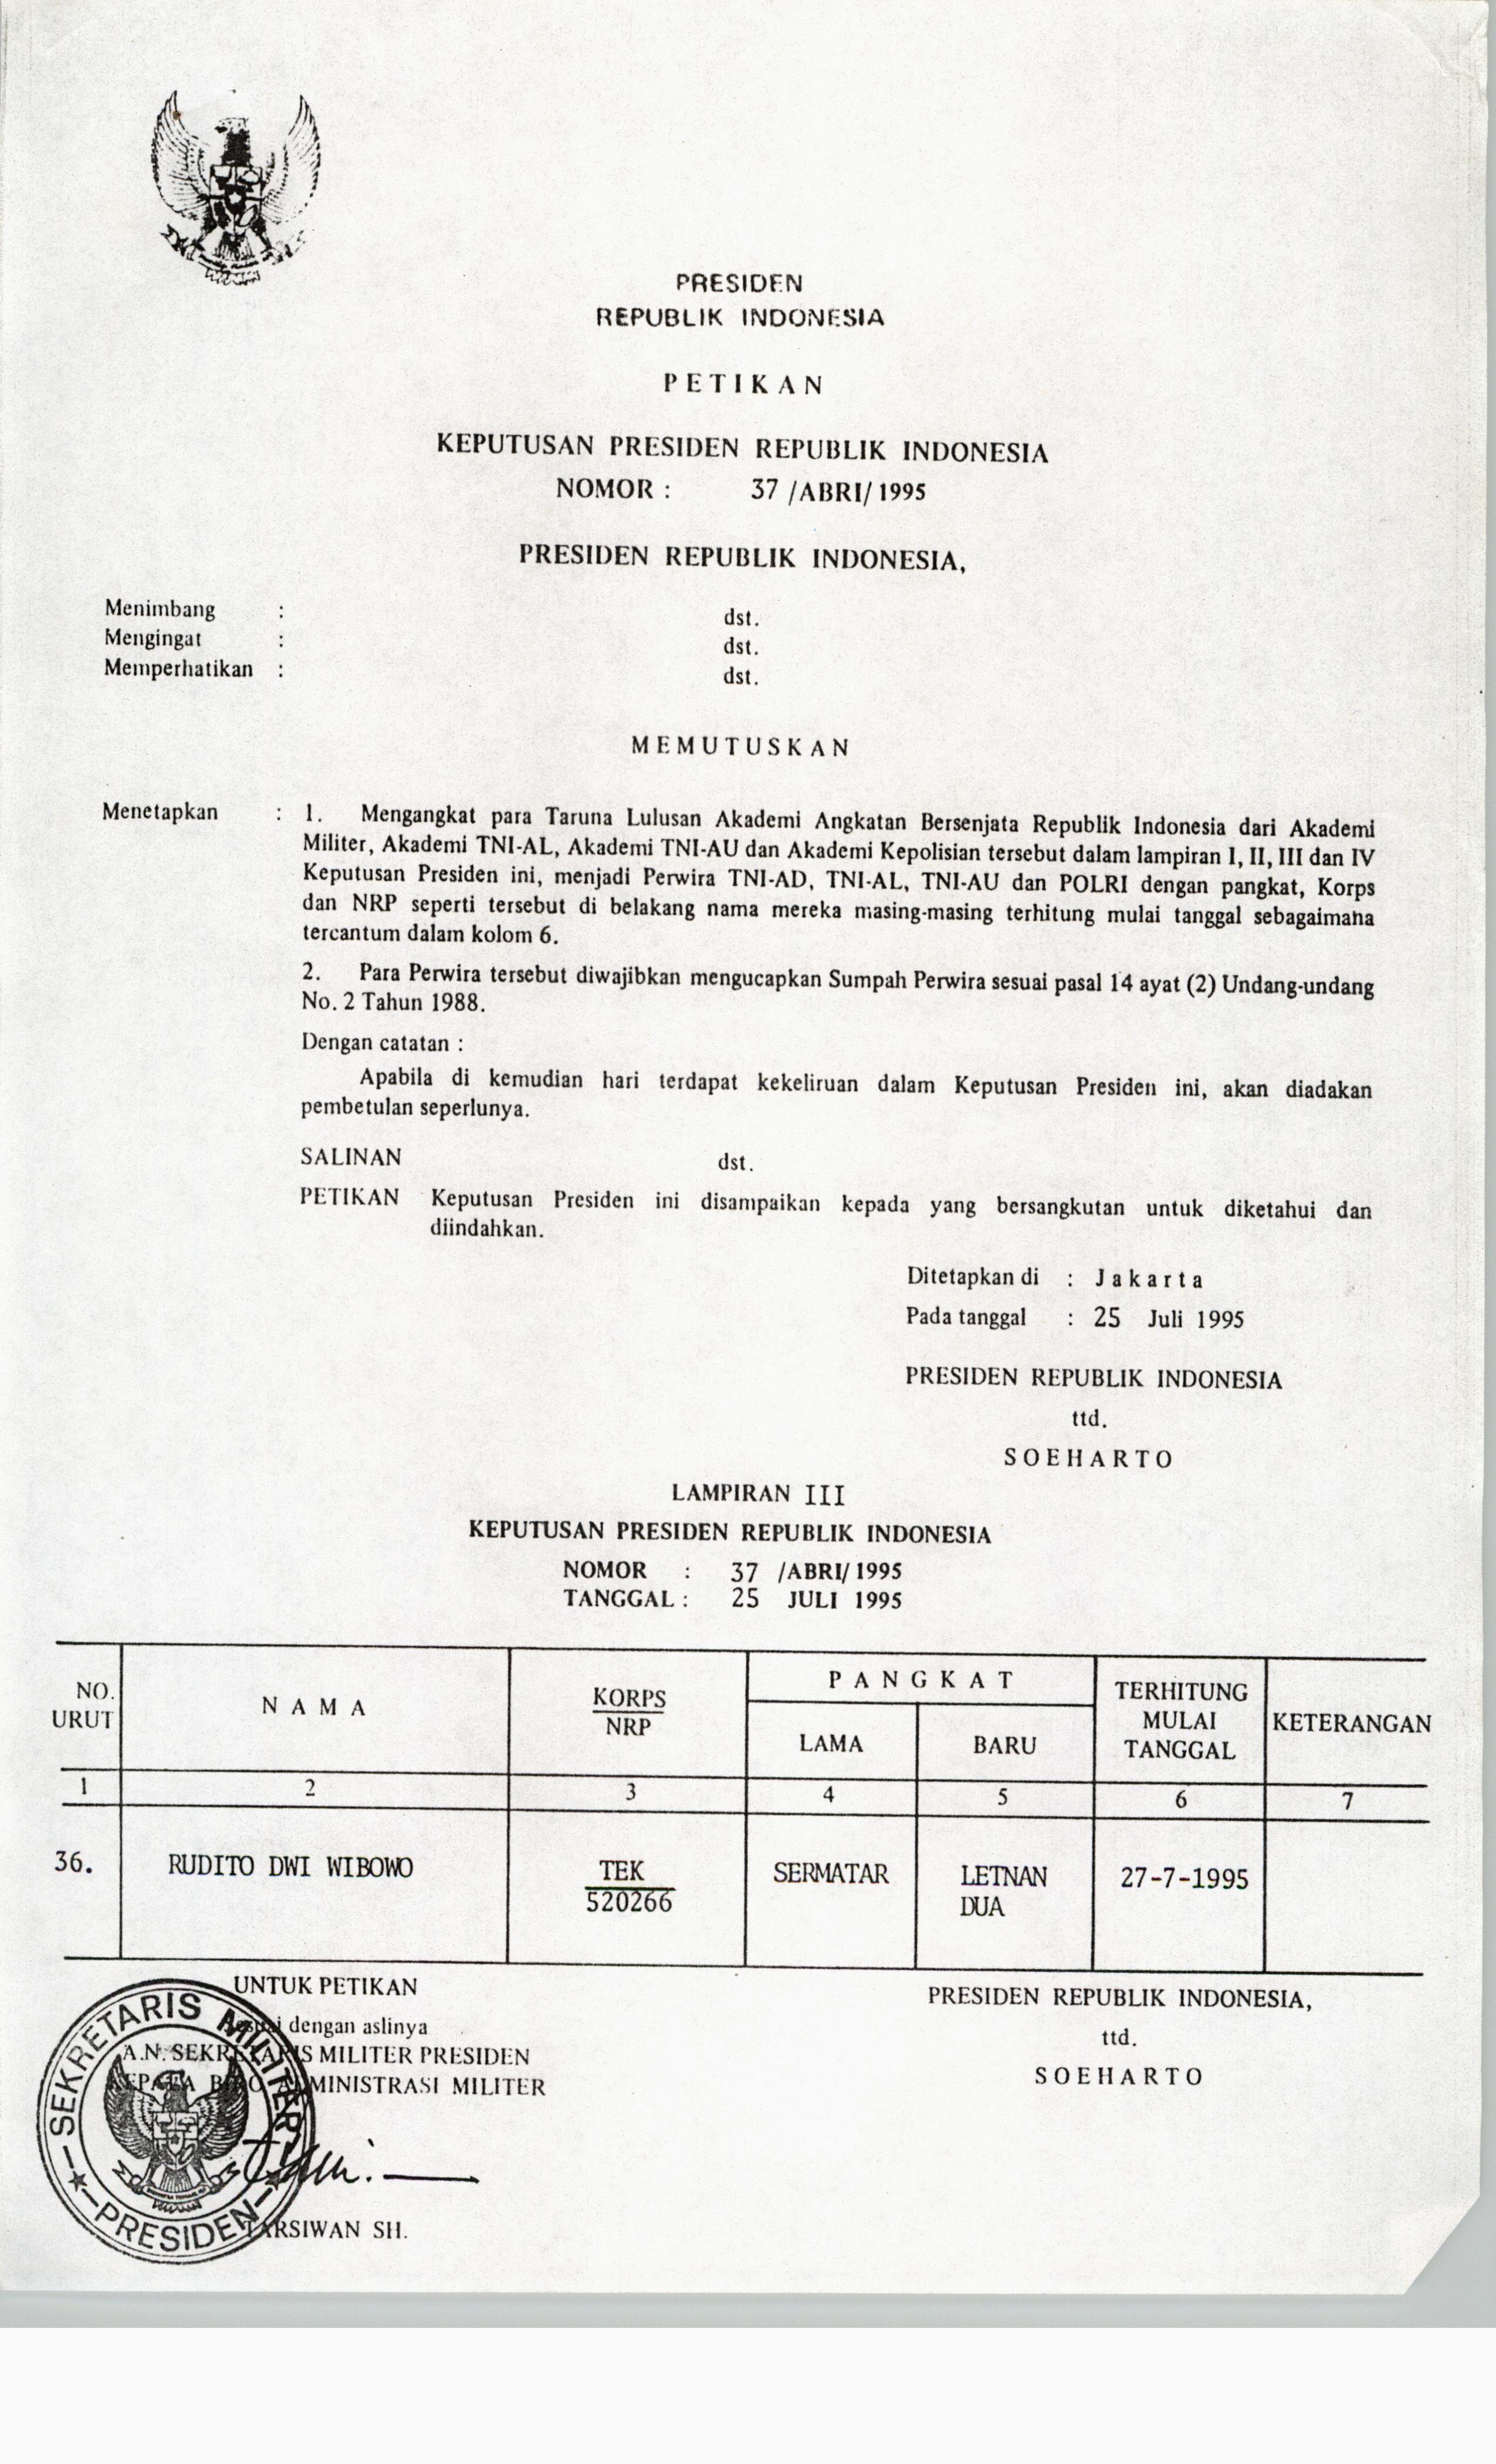 PRESIDEN
REPUBLIK INDONESIA
PETIKAN
KEPUTUSAN PRESIDEN REPUBLIK INDONESIA
NOMOR : 37 /ABRI/ 1995
PRESIDEN REPUBLIK INDONESIA,
Menimbang : dst.
Mengingat : dst.
Memperhatikan : dst.
MEMUTUSKAN
Menetapkan : 1. Mengangkat para Taruna Lulusan Akademi Angkatan Bersenjata Republik Indonesia dari Akademi
Militer, Akademi TNI-AL, Akademi TNI-AU dan Akademi Kepolisian tersebut dalam lampiran I, II, III dan IV
Keputusan Presiden ini, menjadi Perwira TNI-AD, TNI-AL, TNI-AU dan POLRI dengan pangkat, Korps
dan NRP seperti tersebut di belakang nama mereka masing-masing terhitung mulai tanggal sebagaimana
tercantum dalam kolom 6.
2. Para Perwira tersebut diwajibkan mengucapkan Sumpah Perwira sesuai pasal 14 ayat (2) Undang-undang
No. 2 Tahun 1988.
Dengan catatan :
Apabila di kemudian hari terdapat kekeliruan dalam Keputusan Presiden ini, akan diadakan
pembetulan seperlunya.
SALINAN dst.
PETIKAN Keputusan Presiden ini disampaikan kepada yang bersangkutan untuk diketahui dan
diindahkan.
Ditetapkan di : Jakarta
Pada tanggal : 25 Juli 1995
PRESIDEN REPUBLIK INDONESIA
ttd.
SOEHARTO
LAMPIRAN III
KEPUTUSAN PRESIDEN REPUBLIK INDONESIA
NOMOR : 37 /ABRI/ 1995
TANGGAL : 25 JULI 1995
NO. URUT NAMA KORPS NRP PANGKAT LAMA BARU TERHITUNG MULAI TANGGAL KETERANGAN
1 2 3 4 5 6 7
36. RUDITO DWI WIBOWO TEK SERMATAR LETNAN 27-7-1995
520266 DUA
UNTUK PETIKAN
Sesuai dengan aslinya
A.N. SEKRETARIS MILITER PRESIDEN
KEPALA BIRO ADMINISTRASI MILITER
SEKRETARIS MILITER
PRESIDEN
TARSIWAN SH.
PRESIDEN REPUBLIK INDONESIA,
ttd.
SOEHARTO